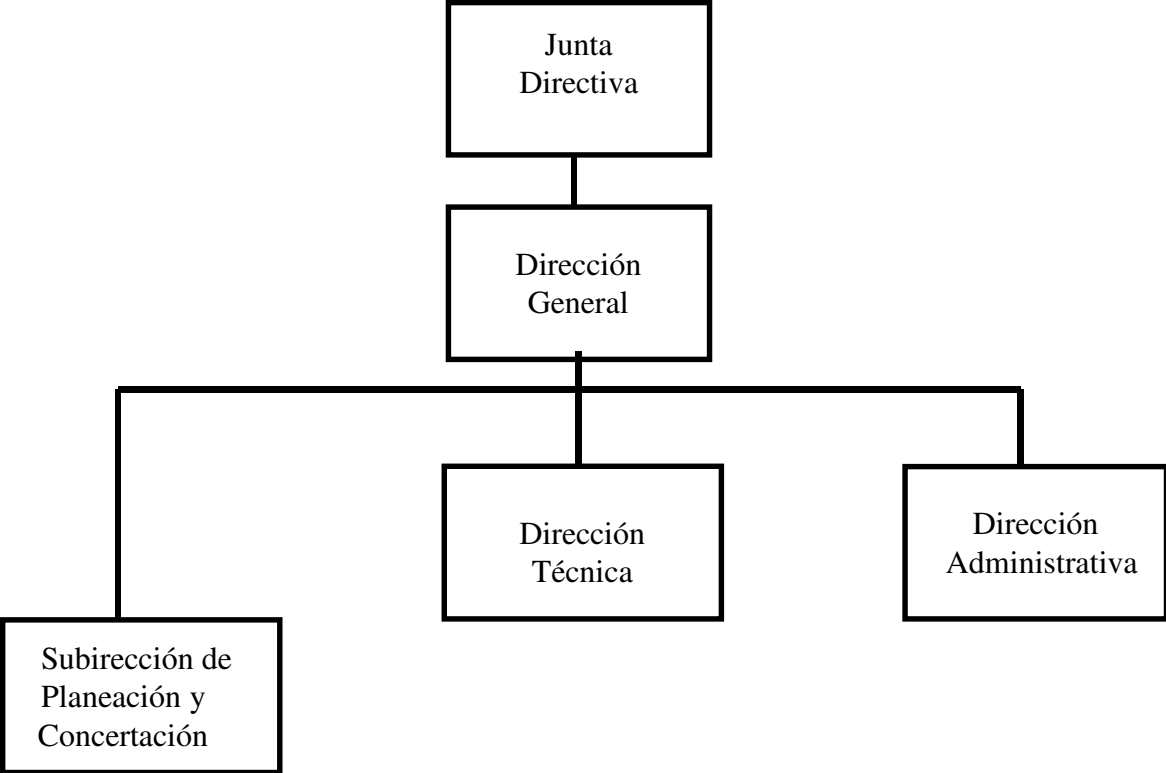 Junta
Directiva
Dirección
General
Dirección
Técnica
Dirección
Administrativa
Subirección de
Planeación y
Concertación